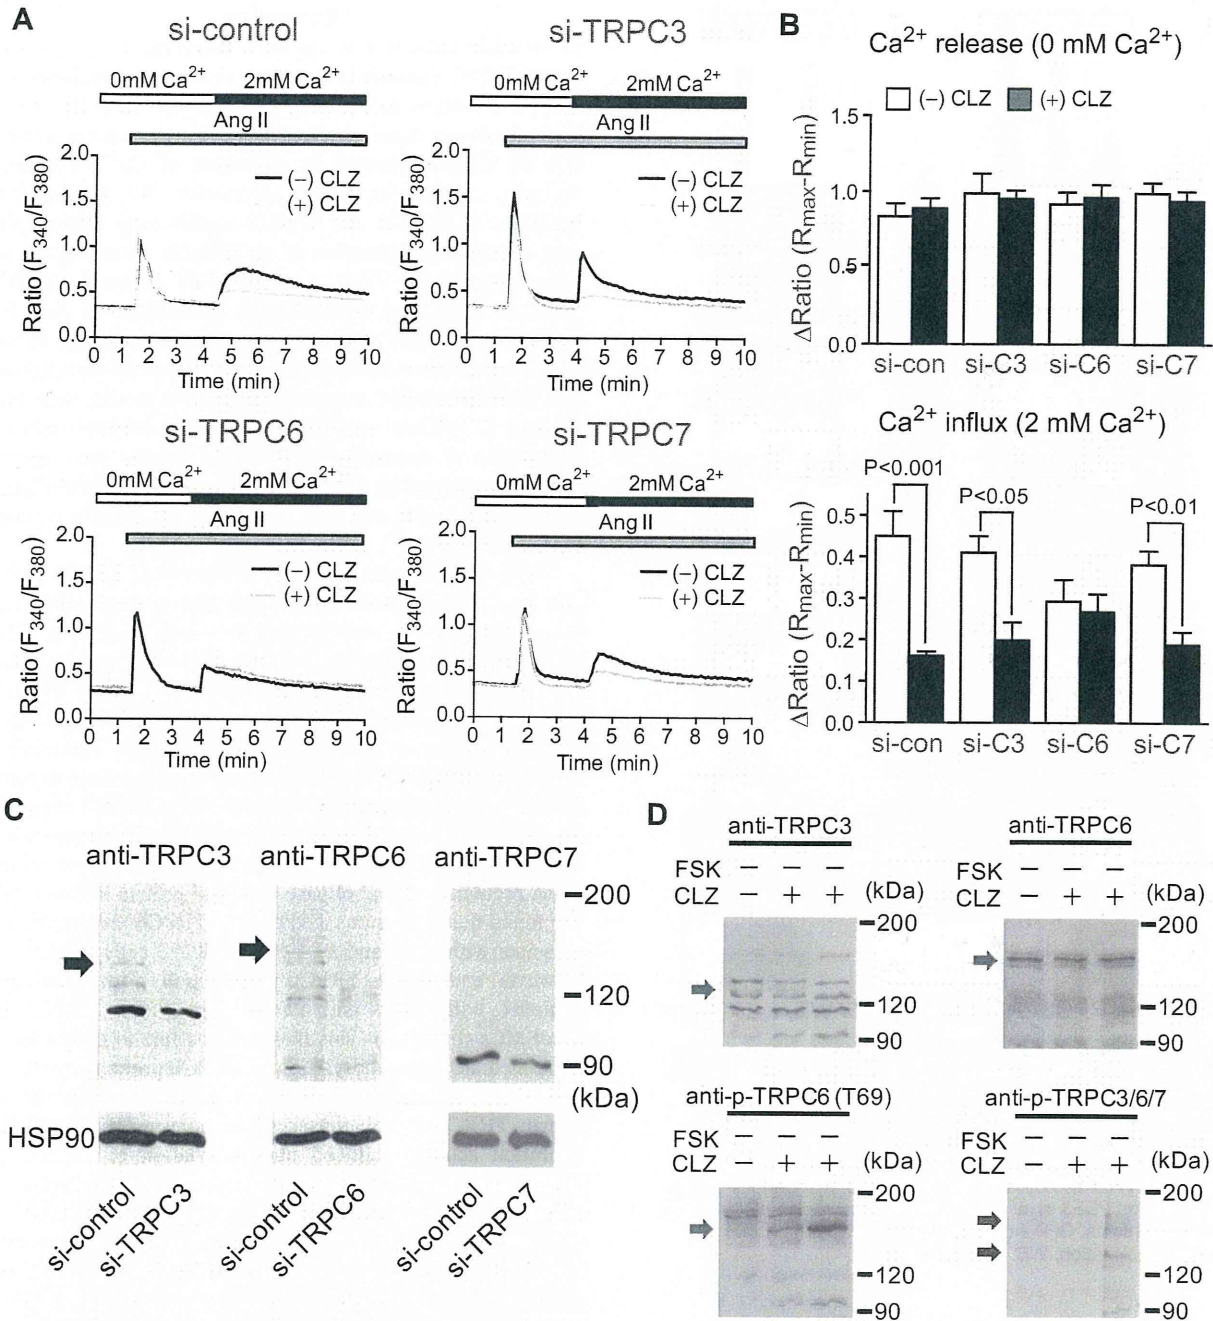 A
si-control
0mM Ca²⁺ 2mM Ca²⁺
Ang II
(−) CLZ
(+) CLZ
Ratio (F₃₄₀/F₃₈₀)
2.0
1.5
1.0
0.5
0.0
0 1 2 3 4 5 6 7 8 9 10
Time (min)
si-TRPC3
0mM Ca²⁺ 2mM Ca²⁺
Ang II
(−) CLZ
(+) CLZ
Ratio (F₃₄₀/F₃₈₀)
2.0
1.5
1.0
0.5
0.0
0 1 2 3 4 5 6 7 8 9 10
Time (min)
si-TRPC6
0mM Ca²⁺ 2mM Ca²⁺
Ang II
(−) CLZ
(+) CLZ
Ratio (F₃₄₀/F₃₈₀)
2.0
1.5
1.0
0.5
0.0
0 1 2 3 4 5 6 7 8 9 10
Time (min)
si-TRPC7
0mM Ca²⁺ 2mM Ca²⁺
Ang II
(−) CLZ
(+) CLZ
Ratio (F₃₄₀/F₃₈₀)
2.0
1.5
1.0
0.5
0.0
0 1 2 3 4 5 6 7 8 9 10
Time (min)
B
Ca²⁺ release (0 mM Ca²⁺)
(−) CLZ (+) CLZ
ΔRatio (Rmax-Rmin)
1.5
1.0
0.5
0.0
si-con si-C3 si-C6 si-C7
Ca²⁺ influx (2 mM Ca²⁺)
P<0.001
P<0.05
P<0.01
ΔRatio (Rmax-Rmin)
0.5
0.4
0.3
0.2
0.1
0.0
si-con si-C3 si-C6 si-C7
C
anti-TRPC3 anti-TRPC6 anti-TRPC7
200
120
90
(kDa)
HSP90
si-control
si-TRPC3
si-control
si-TRPC6
si-control
si-TRPC7
D
anti-TRPC3
FSK − − −
CLZ − + + (kDa)
200
120
90
anti-TRPC6
FSK − − −
CLZ − + + (kDa)
200
120
90
anti-p-TRPC6 (T69)
FSK − − −
CLZ − + + (kDa)
200
120
90
anti-p-TRPC3/6/7
FSK − − −
CLZ − + + (kDa)
200
120
90